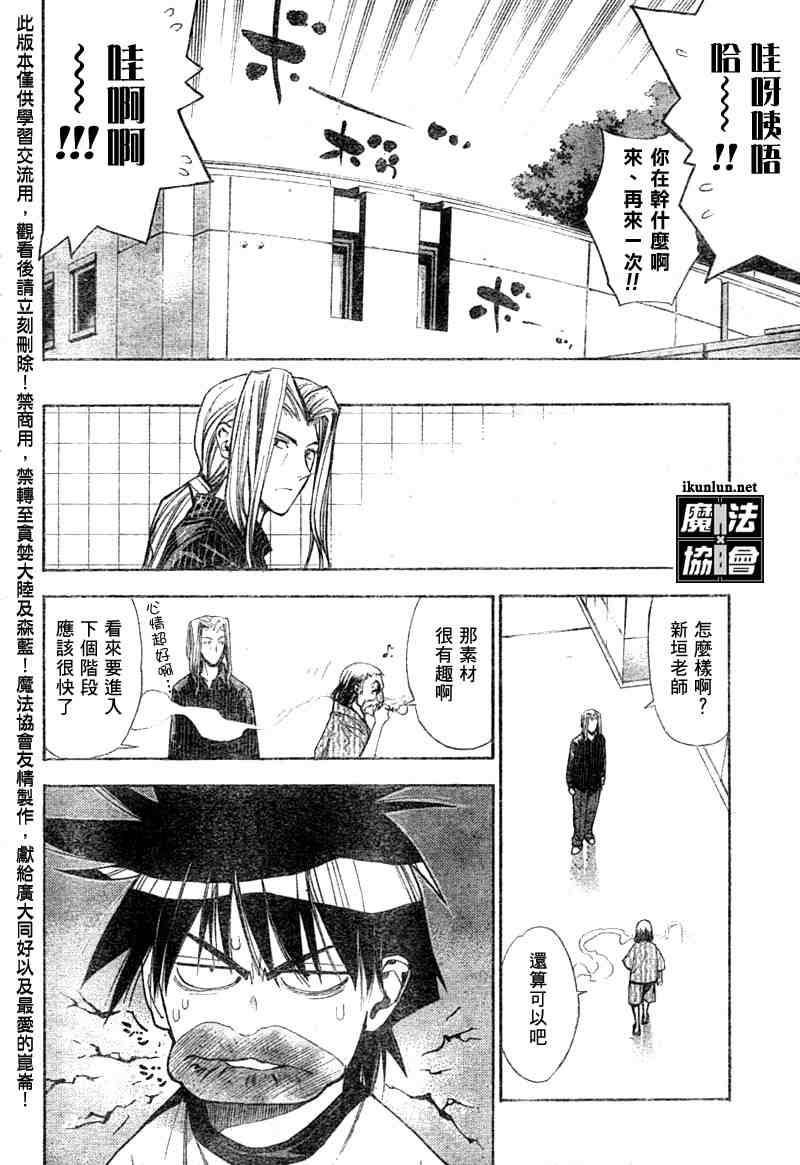 哇呀咦唔
哈～～!!
你在幹什麼啊
來、再來一次!!
哇啊啊
～～!!!
ボ
ボ
ボ
ikunlun.net
魔法
協會
怎麼樣啊？
新垣老師
還算可以吧
那素材
很有趣啊
♪
心情超好啊…
看來要進入
下個階段
應該很快了
此版本僅供學習交流用，觀看後請立刻刪除！禁商用，禁轉至貪婪大陸及森藍！魔法協會友情製作，獻給廣大同好以及最愛的崑崙！